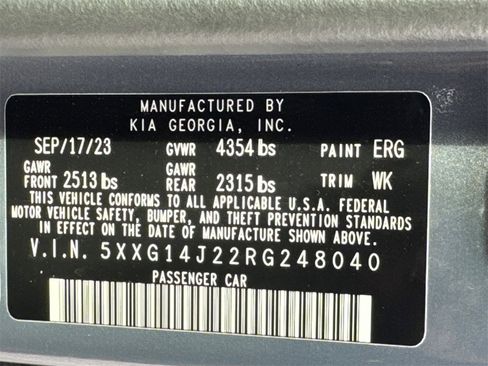 MANUFACTURED BY
KIA GEORGIA, INC.
SEP/17/23 GVWR 4354 lbs PAINT ERG
GAWR FRONT 2513 lbs GAWR REAR 2315 lbs TRIM WK
THIS VEHICLE CONFORMS TO ALL APPLICABLE U.S.A. FEDERAL
MOTOR VEHICLE SAFETY, BUMPER, AND THEFT PREVENTION STANDARDS
IN EFFECT ON THE DATE OF MANUFACTURE SHOWN ABOVE.
V.I.N. 5XXG14J22RG248040
PASSENGER CAR